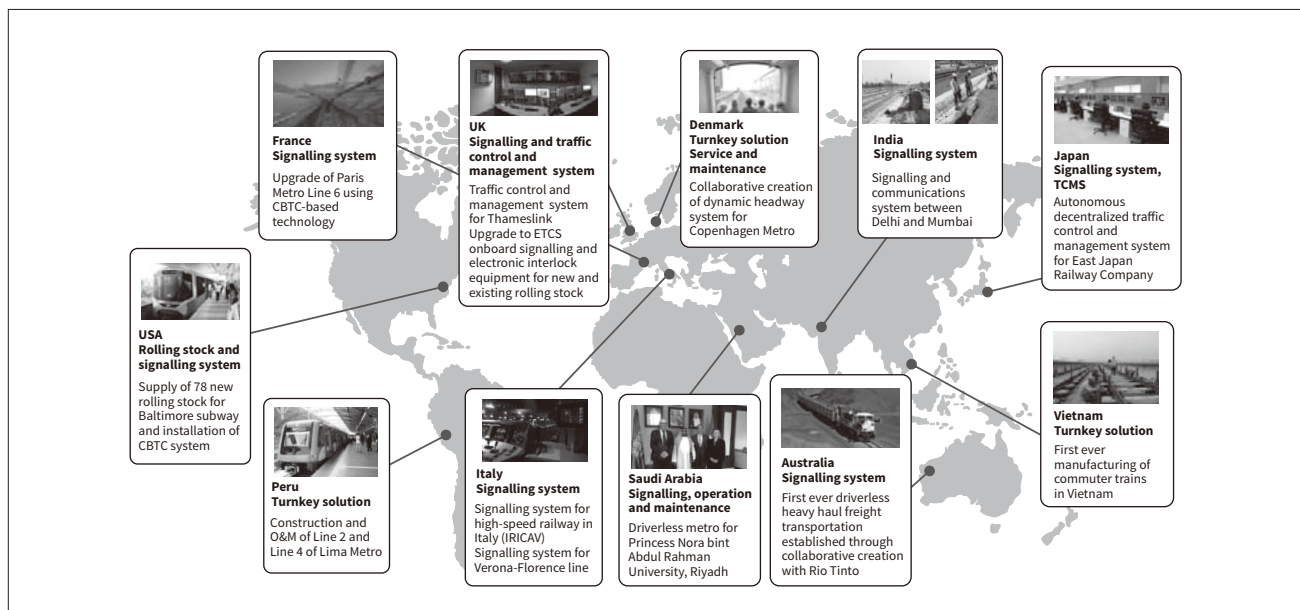 France
Signalling system
Upgrade of Paris
Metro Line 6 using
CBTC-based
technology
UK
Signalling and traffic
control and
management system
Traffic control and
management system
for Thameslink
Upgrade to ETCS
onboard signalling and
electronic interlock
equipment for new and
existing rolling stock
Denmark
Turnkey solution
Service and
maintenance
Collaborative creation
of dynamic headway
system for
Copenhagen Metro
India
Signalling system
Signalling and
communications
system between
Delhi and Mumbai
Japan
Signalling system,
TCMS
Autonomous
decentralized traffic
control and
management system
for East Japan
Railway Company
USA
Rolling stock and
signalling system
Supply of 78 new
rolling stock for
Baltimore subway
and installation of
CBTC system
Peru
Turnkey solution
Construction and
O&M of Line 2 and
Line 4 of Lima Metro
Italy
Signalling system
Signalling system for
high-speed railway in
Italy (IRICAV)
Signalling system for
Verona-Florence line
Saudi Arabia
Signalling, operation
and maintenance
Driverless metro for
Princess Nora bint
Abdul Rahman
University, Riyadh
Australia
Signalling system
First ever driverless
heavy haul freight
transportation
established through
collaborative creation
with Rio Tinto
Vietnam
Turnkey solution
First ever
manufacturing of
commuter trains
in Vietnam